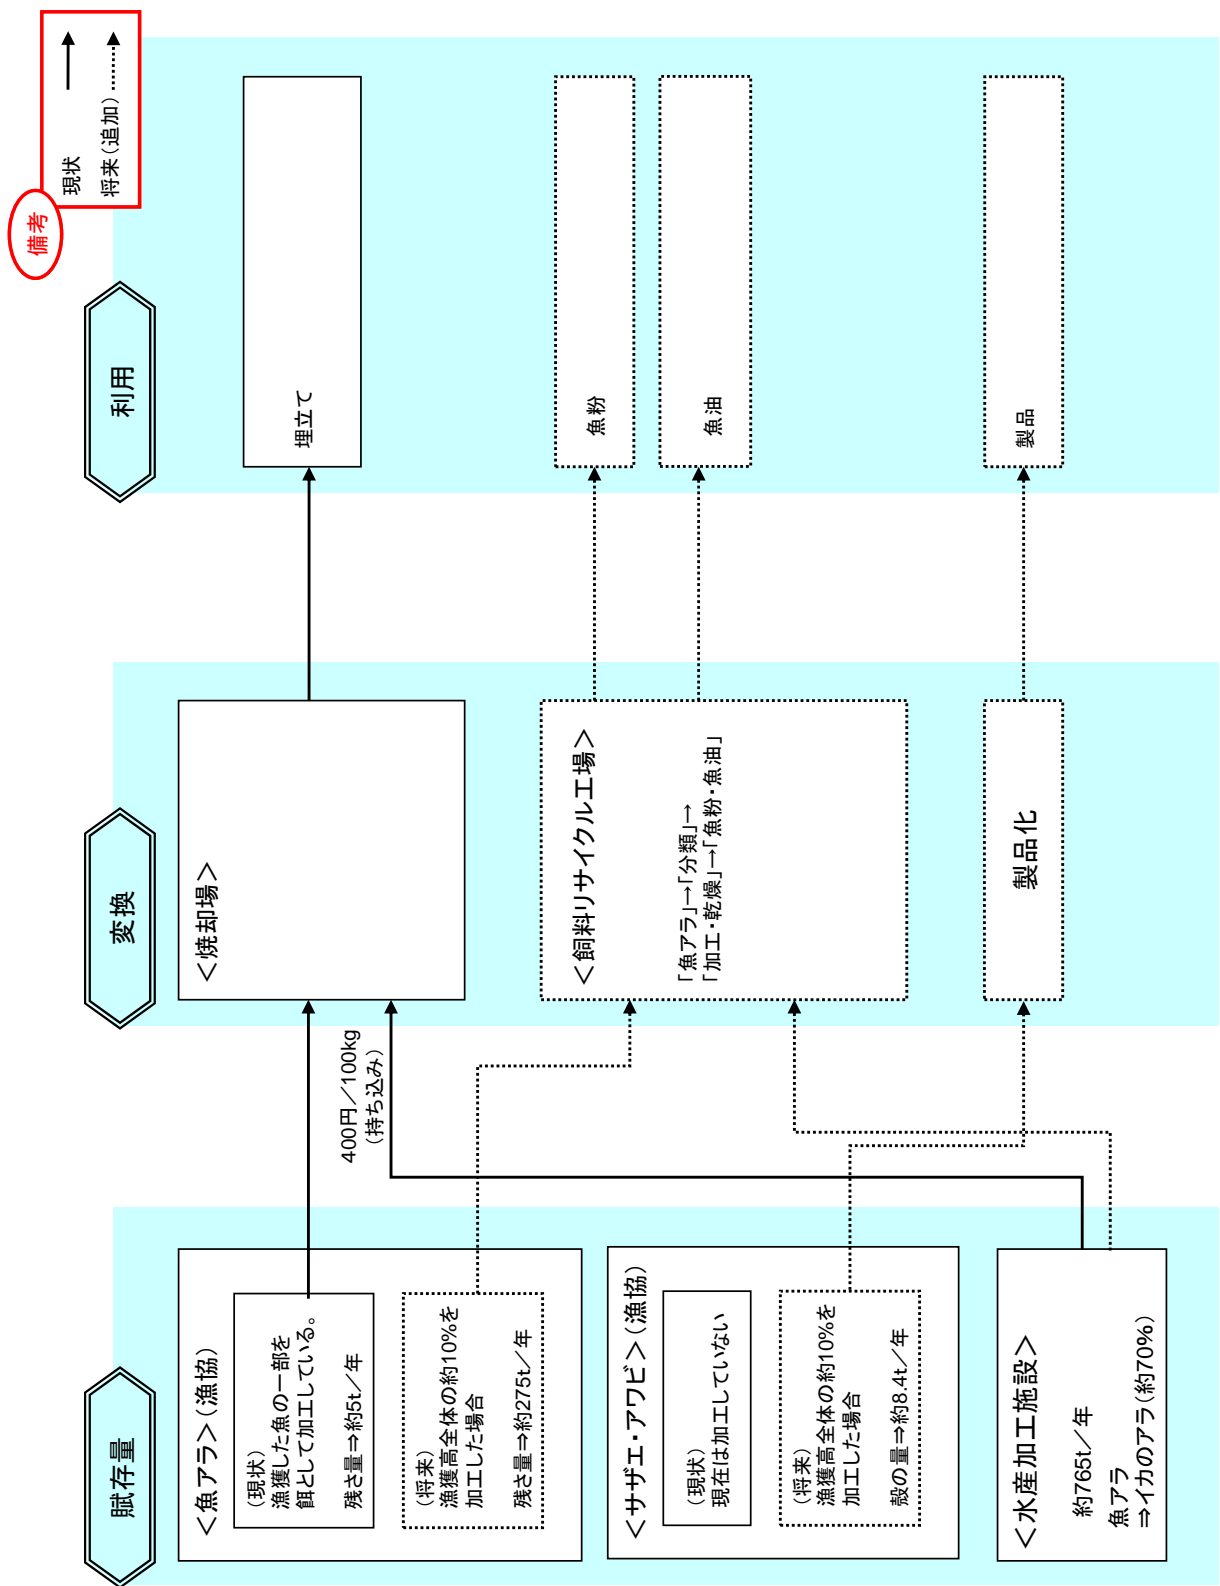 備考
現状
将来（追加）
賦存量
変換
利用
＜魚アラ＞（漁協）
（現状）
漁獲した魚の一部を
餌として加工している。
残さ量⇒約5t／年
（将来）
漁獲高全体の約10%を
加工した場合
残さ量⇒約275t／年
＜サザエ・アワビ＞（漁協）
（現状）
現在は加工していない
（将来）
漁獲高全体の約10%を
加工した場合
殻の量⇒約8.4t／年
＜水産加工施設＞
約765t／年
魚アラ
⇒イカのアラ（約70%）
400円／100kg
（持ち込み）
＜焼却場＞
＜飼料リサイクル工場＞
「魚アラ」→「分類」→
「加工・乾燥」→「魚粉・魚油」
製品化
埋立て
魚粉
魚油
製品